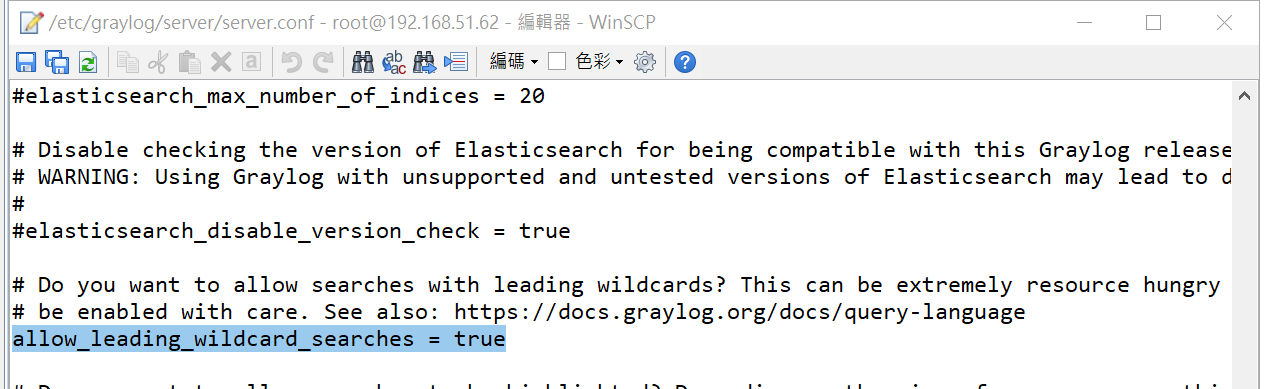 /etc/graylog/server/server.conf - root@192.168.51.62 - 編輯器 - WinSCP
編碼 色彩
#elasticsearch_max_number_of_indices = 20
# Disable checking the version of Elasticsearch for being compatible with this Graylog release
# WARNING: Using Graylog with unsupported and untested versions of Elasticsearch may lead to d
#
#elasticsearch_disable_version_check = true
# Do you want to allow searches with leading wildcards? This can be extremely resource hungry
# be enabled with care. See also: https://docs.graylog.org/docs/query-language
allow_leading_wildcard_searches = true